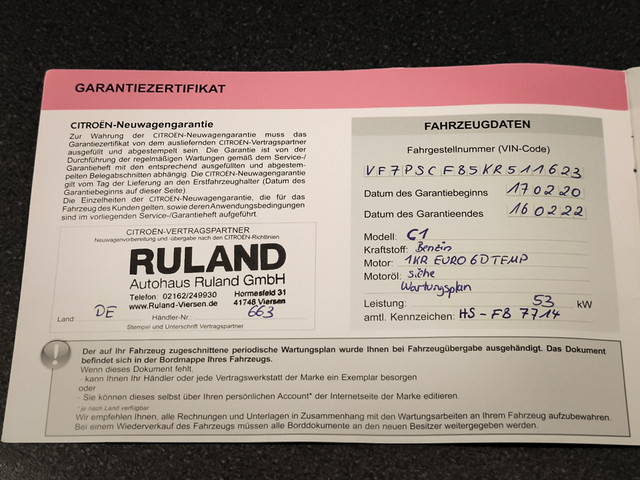 GARANTIEZERTIFIKAT
CITROËN-Neuwagengarantie
Zur Wahrung der CITROËN-Neuwagengarantie muss das
Garantiezertifikat von dem ausliefernden CITROËN-Vertragspartner
ausgefüllt und abgestempelt sein. Die Garantie ist von der
Durchführung der regelmäßigen Wartungen gemäß dem Service-/
Garantieheft mit den entsprechend ausgefüllten und abgestem-
pelten Belegabschnitten abhängig. Die CITROËN-Neuwagengarantie
gilt vom Tag der Lieferung an den Erstfahrzeughalter (Datum des
Garantiebeginns auf dieser Seite).
Die Einzelheiten der CITROËN-Neuwagengarantie, die für das
Fahrzeug des Kunden gelten, sowie deren Anwendungsbedingungen
sind im vorliegenden Service-/Garantieheft aufgeführt.
CITROËN-VERTRAGSPARTNER
Neuwagenvorbereitung und -übergabe nach den CITROËN-Richtlinien.
RULAND
Autohaus Ruland GmbH
Telefon: 02162/249930 Hormesfeld 31
www.Ruland-Viersen.de 41748 Viersen
Land DE Händler-Nr.: 663
Stempel und Unterschrift Vertragspartner
FAHRZEUGDATEN
Fahrgestellnummer (VIN-Code)
VF7PSCFB5KR511623
Datum des Garantiebeginns 17 02 20
Datum des Garantieendes 16 02 22
Modell: C1
Kraftstoff: Benzin
Motor: 1KR EURO 6D TEMP
Motoröl: siehe
Wartungsplan
Leistung: 53 kW
amtl. Kennzeichen: HS-FB 7714
Der auf Ihr Fahrzeug zugeschnittene periodische Wartungsplan wurde Ihnen bei Fahrzeugübergabe ausgehändigt. Das Dokument
befindet sich in der Bordmappe Ihres Fahrzeugs.
Wenn dieses Dokument fehlt,
- kann Ihnen Ihr Händler oder jede Vertragswerkstatt der Marke ein Exemplar besorgen
oder
- Sie können dieses selbst über Ihren persönlichen Account* der Internetseite der Marke editieren.
* je nach Land verfügbar
Wir empfehlen Ihnen, alle Rechnungen und Unterlagen in Zusammenhang mit den Wartungsarbeiten an Ihrem Fahrzeug aufzubewahren.
Bei einem Wiederverkauf des Fahrzeugs müssen alle Borddokumente an den neuen Besitzer weitergegeben werden.